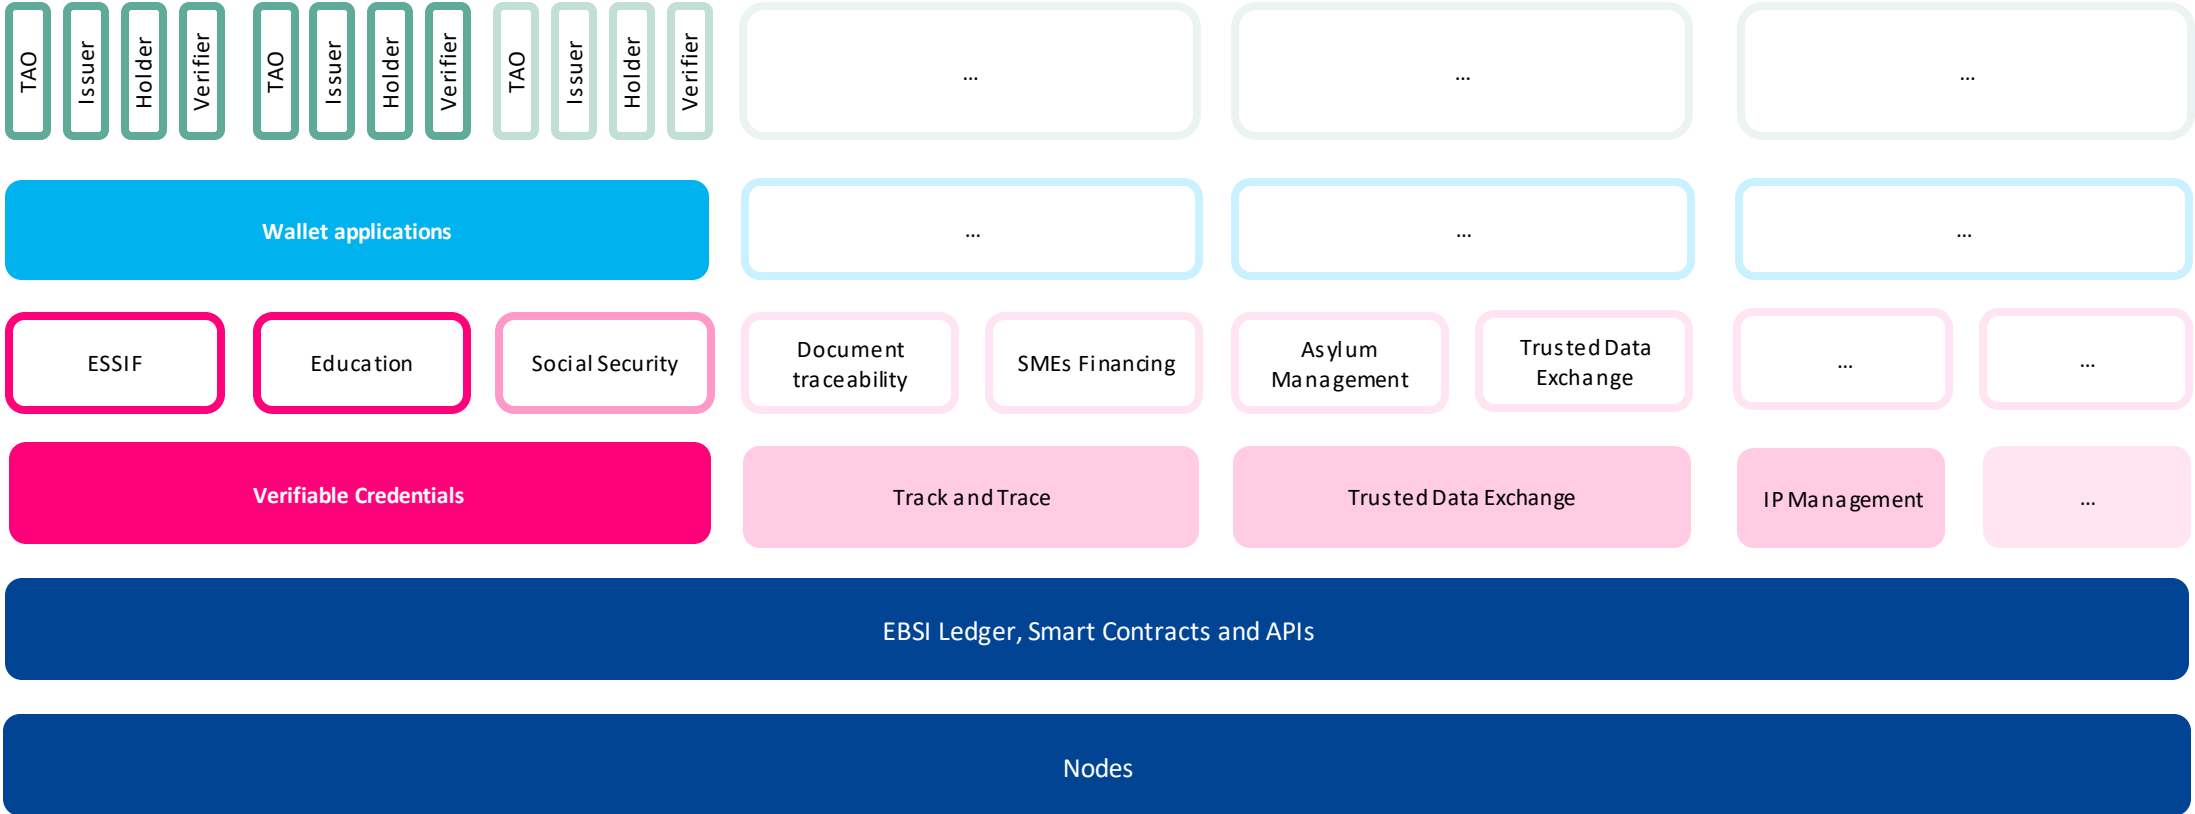 TAO
Issuer
Holder
Verifier
TAO
Issuer
Holder
Verifier
TAO
Issuer
Holder
Verifier
...
...
...
Wallet applications
...
...
...
ESSIF
Education
Social Security
Document
traceability
SMEs Financing
Asylum
Management
Trusted Data
Exchange
...
...
Verifiable Credentials
Track and Trace
Trusted Data Exchange
IP Management
...
EBSI Ledger, Smart Contracts and APIs
Nodes